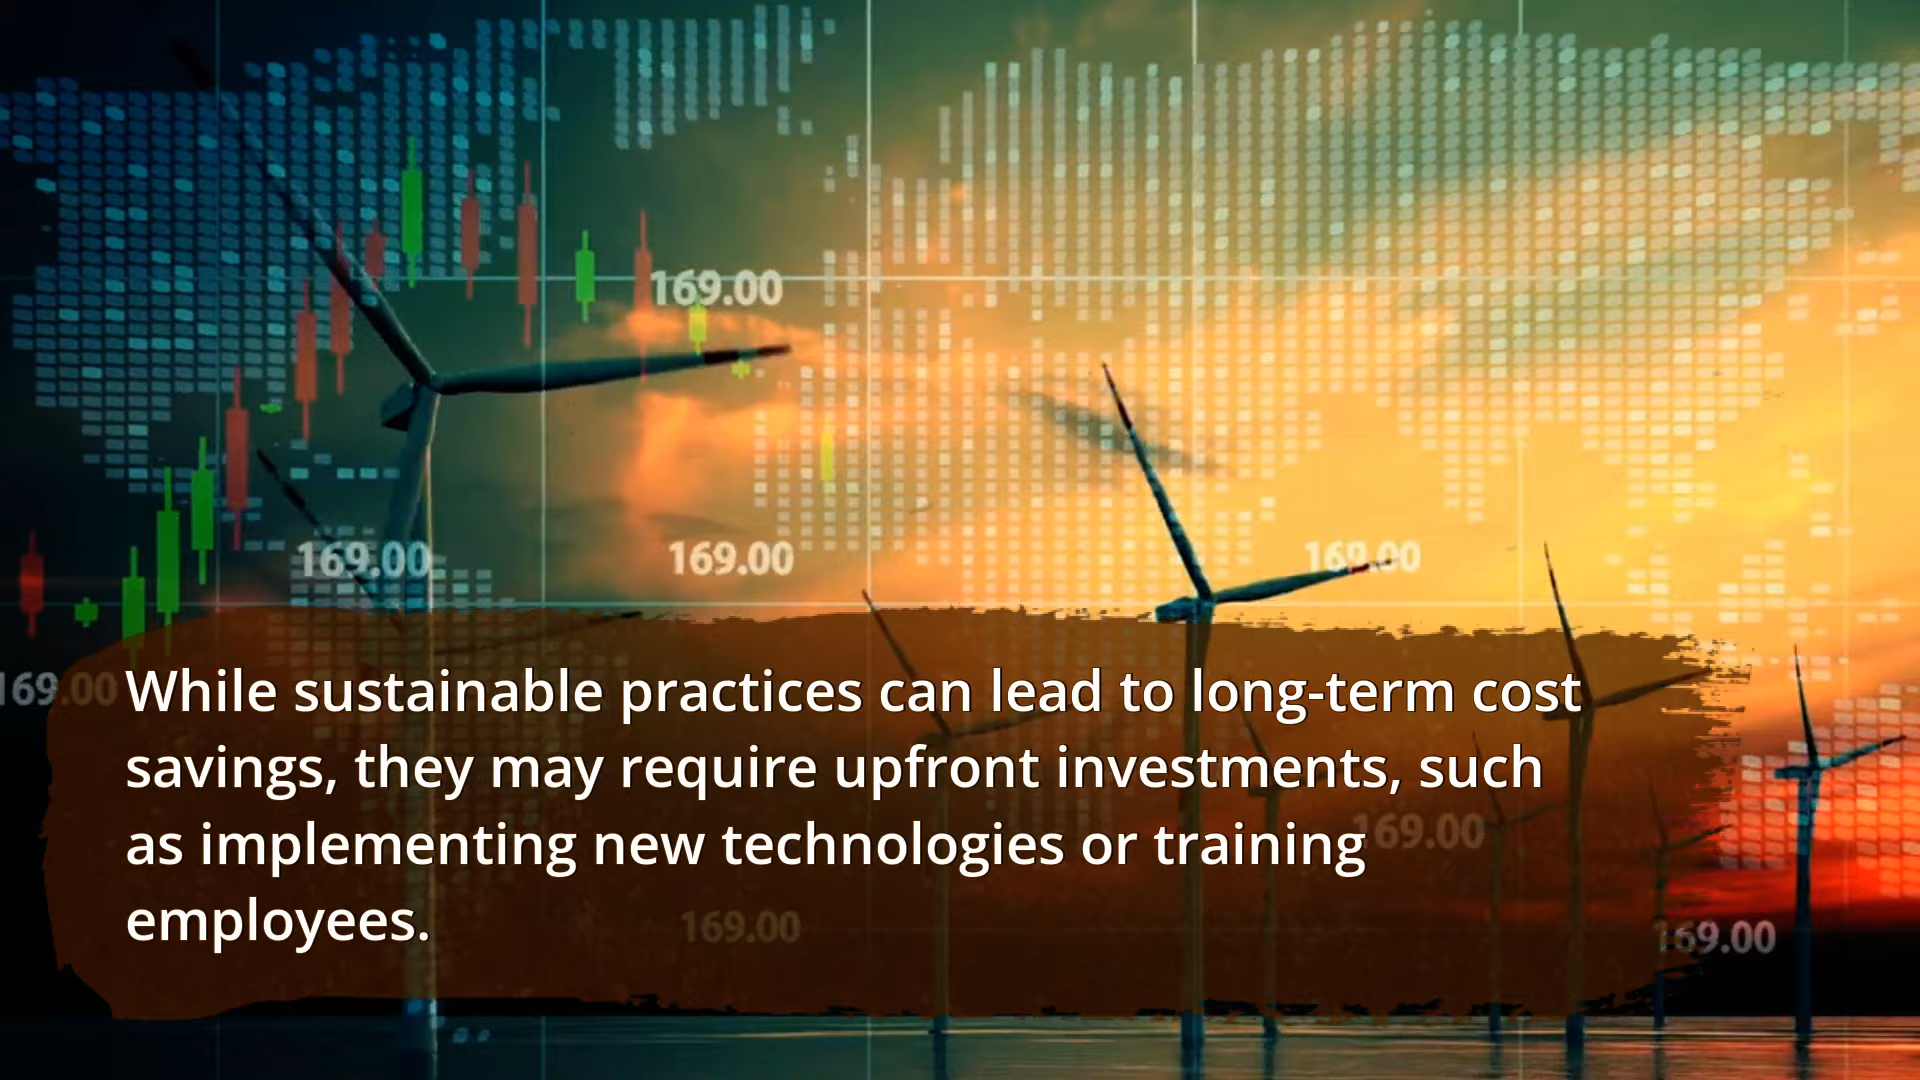 169.00
169.00 169.00 169.00
169.00
While sustainable practices can lead to long-term cost
savings, they may require upfront investments, such
as implementing new technologies or training
employees.
169.00
169.00
169.00